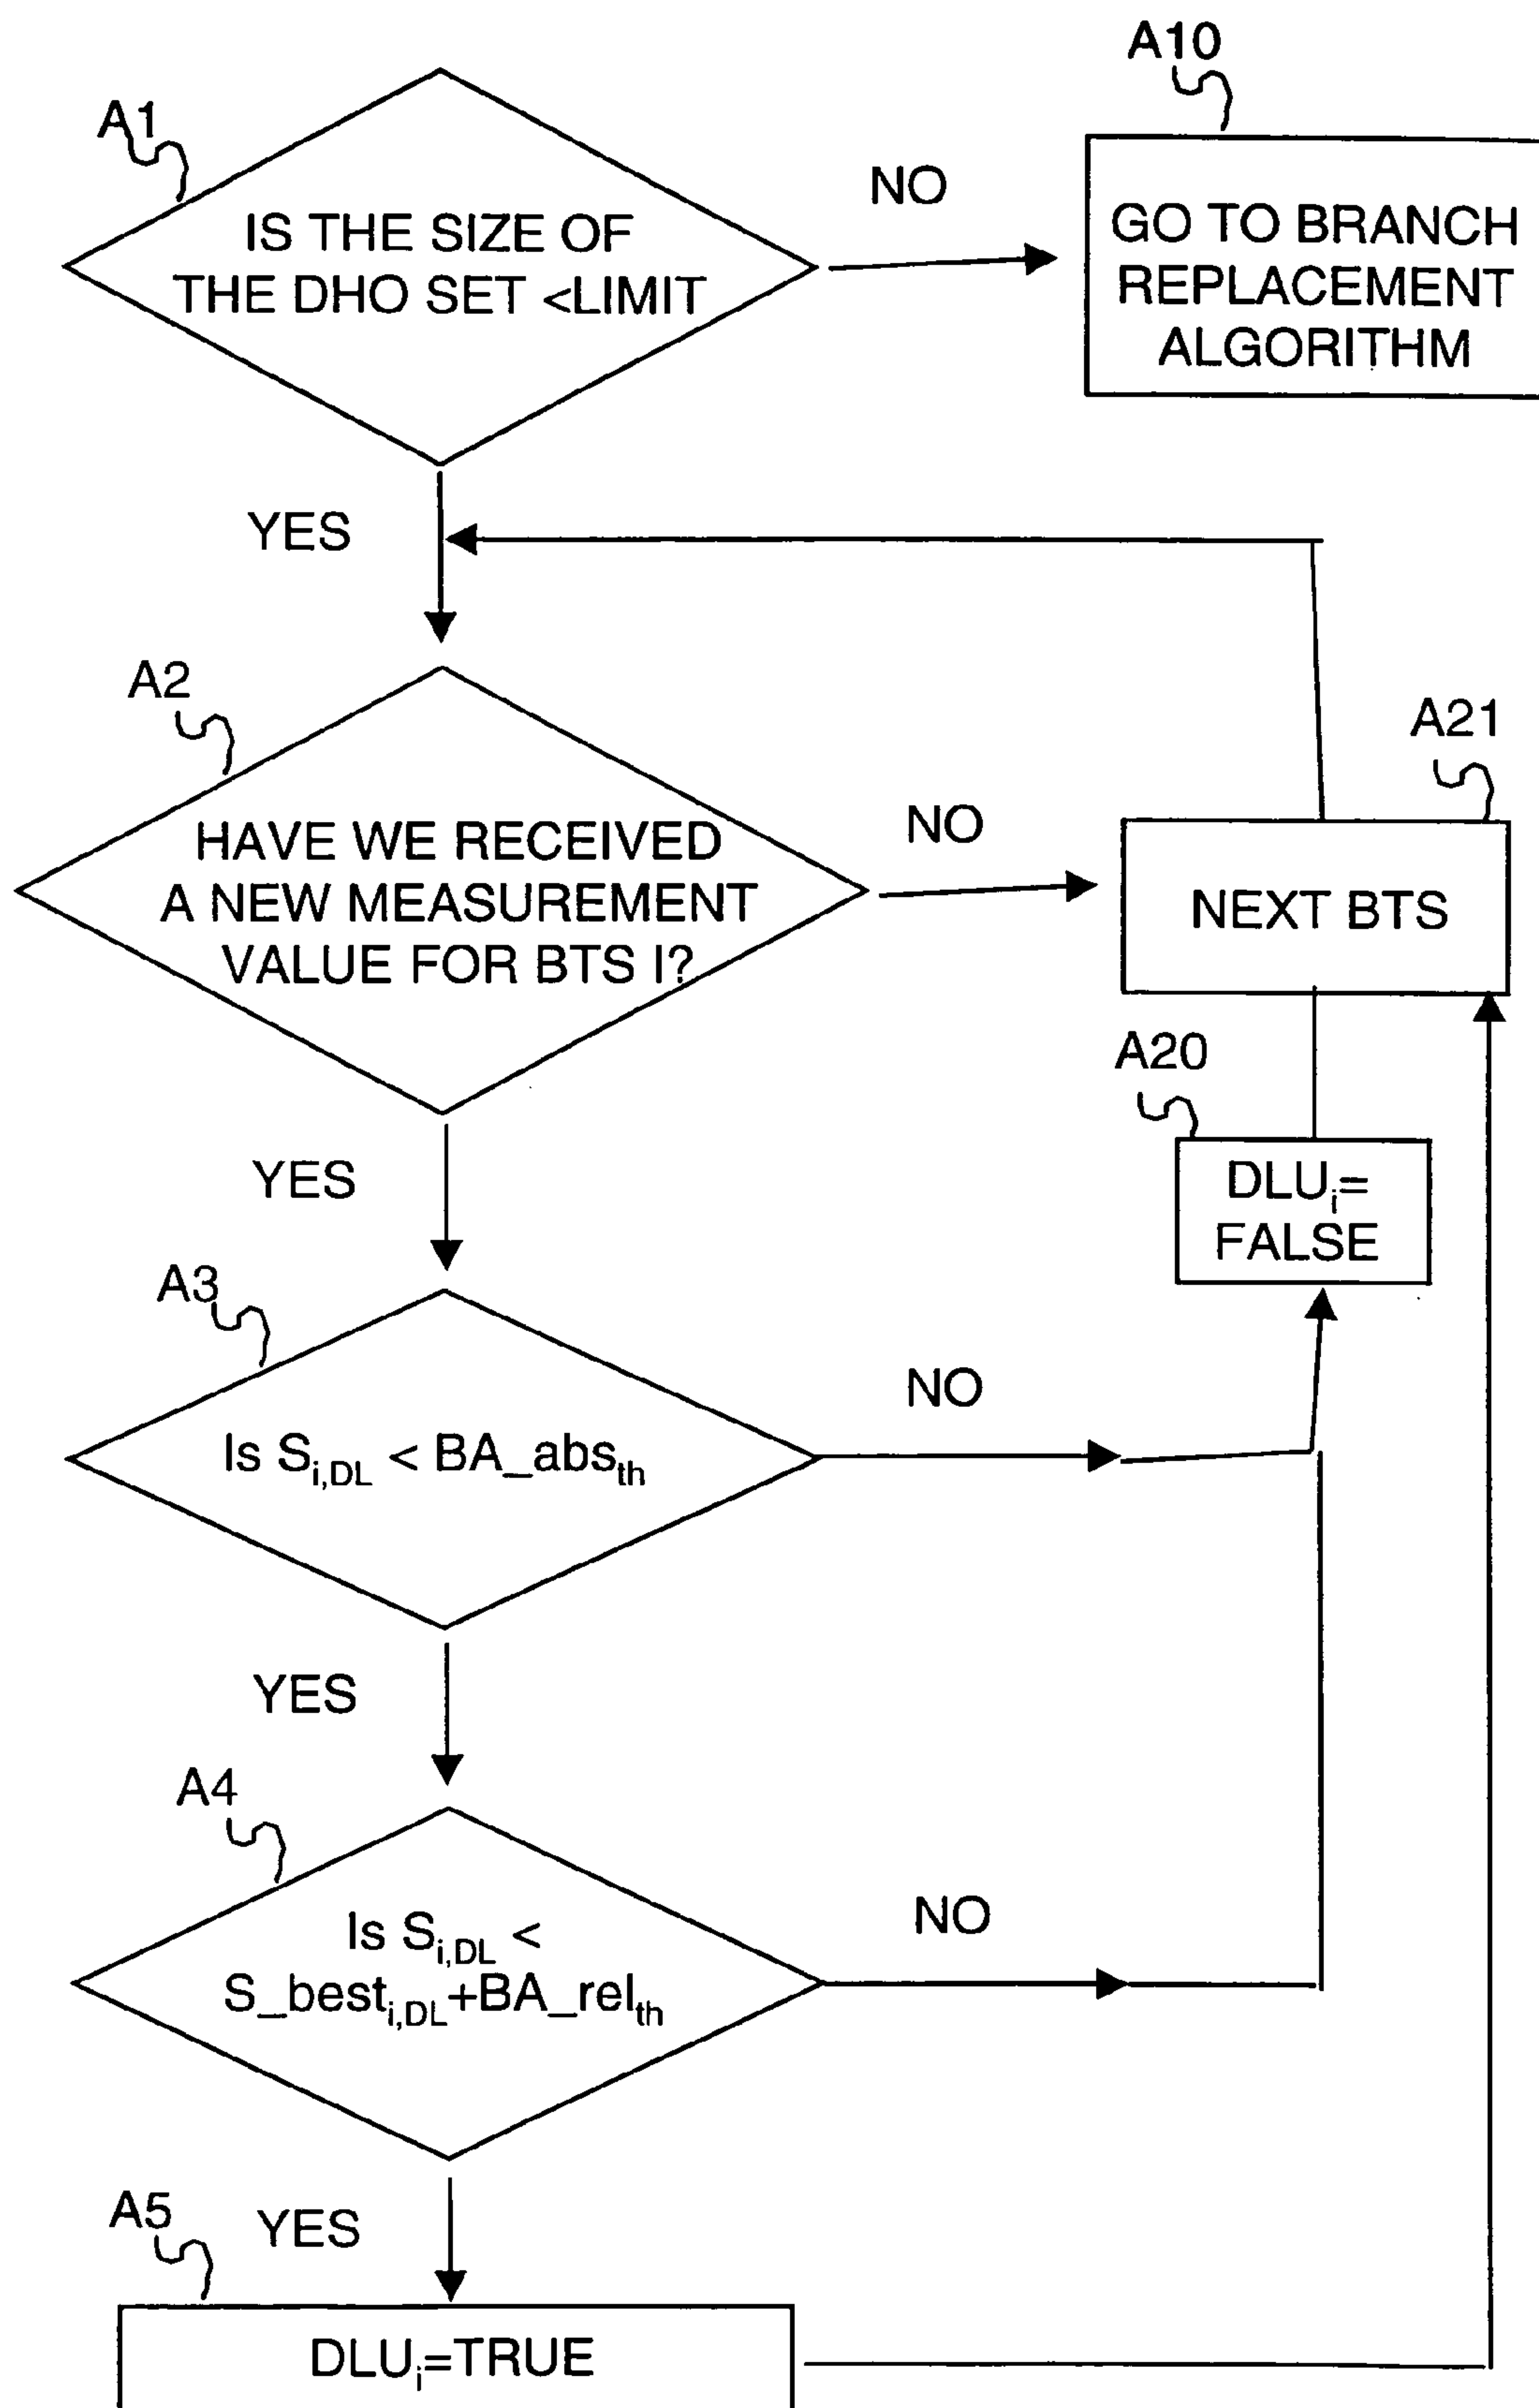 A10
A1
NO
IS THE SIZE OF
THE DHO SET <LIMIT
GO TO BRANCH
REPLACEMENT
ALGORITHM
YES
A2
A21
NO
HAVE WE RECEIVED
A NEW MEASUREMENT
VALUE FOR BTS I?
NEXT BTS
A20
YES
DLUi=
FALSE
A3
NO
Is Si,DL < BA_absth
YES
A4
NO
Is Si,DL <
S_besti,DL+BA_relth
A5
YES
DLUi=TRUE